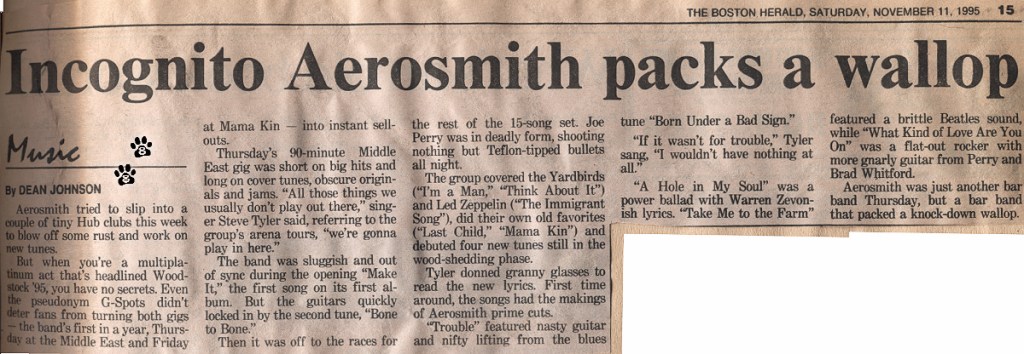 THE BOSTON HERALD, SATURDAY, NOVEMBER 11, 1995 15
Incognito Aerosmith packs a wallop
Music
8
By DEAN JOHNSON
Aerosmith tried to slip into a
couple of tiny Hub clubs this week
to blow off some rust and work on
new tunes.
But when you're a multipla-
tinum act that's headlined Wood-
stock '95, you have no secrets. Even
the pseudonym G-Spots didn't
deter fans from turning both gigs
— the band's first in a year, Thurs-
day at the Middle East and Friday
at Mama Kin — into instant sell-
outs.
Thursday's 90-minute Middle
East gig was short on big hits and
long on cover tunes, obscure origin-
als and jams. "All those things we
usually don't play out there," sing-
er Steve Tyler said, referring to the
group's arena tours, "we're gonna
play in here."
The band was sluggish and out
of sync during the opening "Make
It," the first song on its first al-
bum. But the guitars quickly
locked in by the second tune, "Bone
to Bone."
Then it was off to the races for
the rest of the 15-song set. Joe
Perry was in deadly form, shooting
nothing but Teflon-tipped bullets
all night.
The group covered the Yardbirds
("I'm a Man," "Think About It")
and Led Zeppelin ("The Immigrant
Song"), did their own old favorites
("Last Child," "Mama Kin") and
debuted four new tunes still in the
wood-shedding phase.
Tyler donned granny glasses to
read the new lyrics. First time
around, the songs had the makings
of Aerosmith prime cuts.
"Trouble" featured nasty guitar
and nifty lifting from the blues
tune "Born Under a Bad Sign."
"If it wasn't for trouble," Tyler
sang, "I wouldn't have nothing at
all."
"A Hole in My Soul" was a
power ballad with Warren Zevon-
ish lyrics. "Take Me to the Farm"
featured a brittle Beatles sound,
while "What Kind of Love Are You
On" was a flat-out rocker with
more gnarly guitar from Perry and
Brad Whitford.
Aerosmith was just another bar
band Thursday, but a bar band
that packed a knock-down wallop.